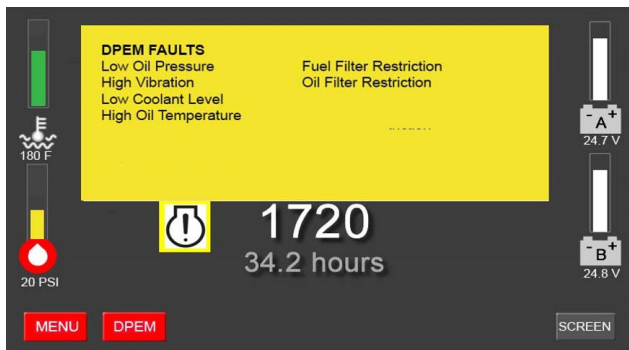 DPEM FAULTS
Low Oil Pressure
High Vibration
Low Coolant Level
High Oil Temperature
Fuel Filter Restriction
Oil Filter Restriction
180 F
20 PSI
- A +
24.7 V
- B +
24.8 V
1720
34.2 hours
MENU
DPEM
SCREEN